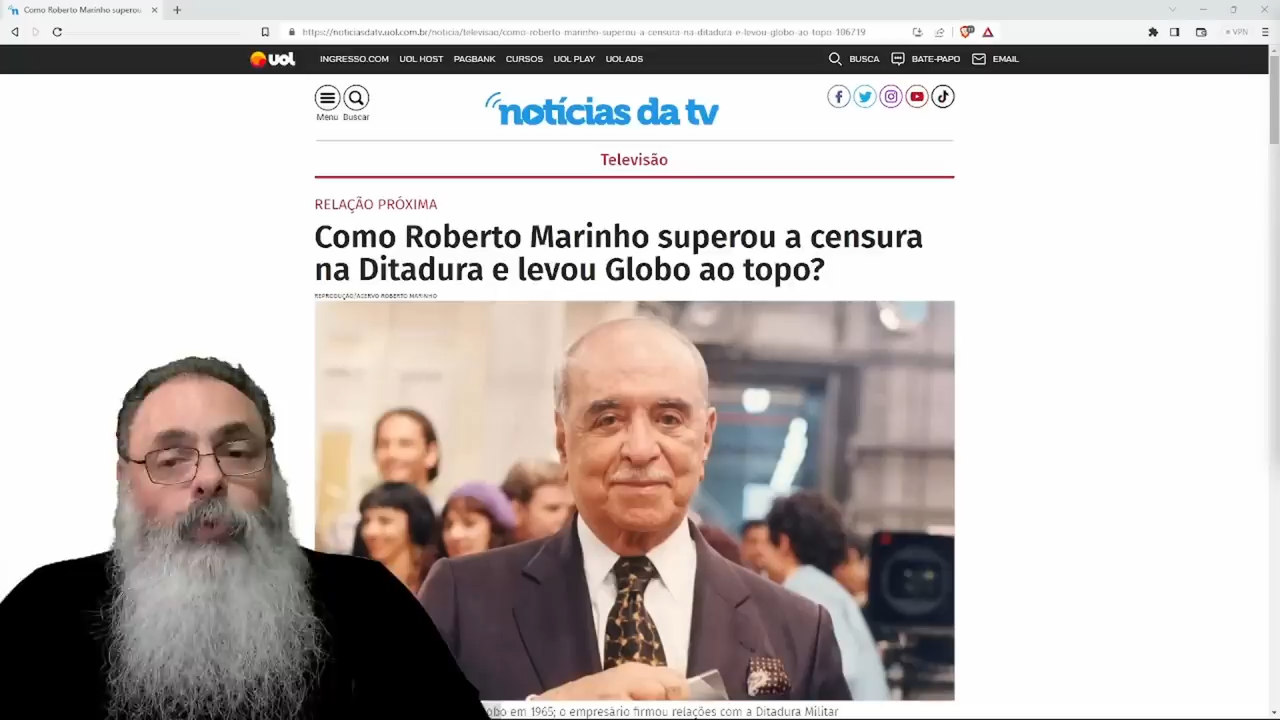 Como Roberto Marinho superou
https://noticiasdatv.uol.com.br/noticia/televisao/como-roberto-marinho-superou-a-censura-na-ditadura-e-levou-globo-ao-topo-106719
VPN
UOL
INGRESSO.COM UOL HOST PAGBANK CURSOS UOL PLAY UOL ADS BUSCA BATE-PAPO EMAIL
Menu Buscar
notícias da tv
Televisão
RELAÇÃO PRÓXIMA
Como Roberto Marinho superou a censura
na Ditadura e levou Globo ao topo?
REPRODUÇÃO/ACERVO ROBERTO MARINHO
obo em 1965; o empresário firmou relações com a Ditadura Militar